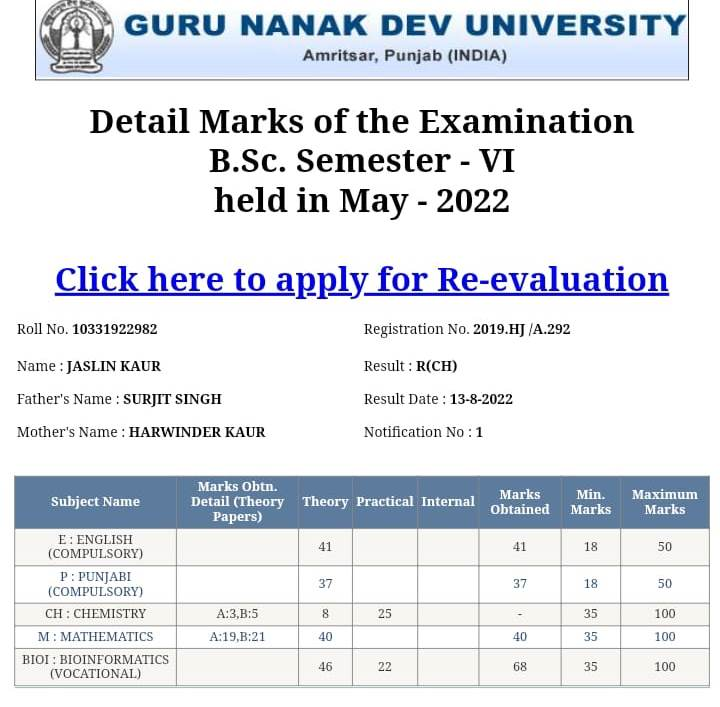 GURU NANAK DEV UNIVERSITY
Amritsar, Punjab (INDIA)
Detail Marks of the Examination
B.Sc. Semester - VI
held in May - 2022
Click here to apply for Re-evaluation
Roll No. 10331922982 Registration No. 2019.HJ /A.292
Name : JASLIN KAUR Result : R(CH)
Father's Name : SURJIT SINGH Result Date : 13-8-2022
Mother's Name : HARWINDER KAUR Notification No : 1
Subject Name Marks Obtn. Detail (Theory Papers) Theory Practical Internal Marks Obtained Min. Marks Maximum Marks
E : ENGLISH (COMPULSORY) 41 41 18 50
P : PUNJABI (COMPULSORY) 37 37 18 50
CH : CHEMISTRY A:3,B:5 8 25 - 35 100
M : MATHEMATICS A:19,B:21 40 40 35 100
BIOI : BIOINFORMATICS (VOCATIONAL) 46 22 68 35 100